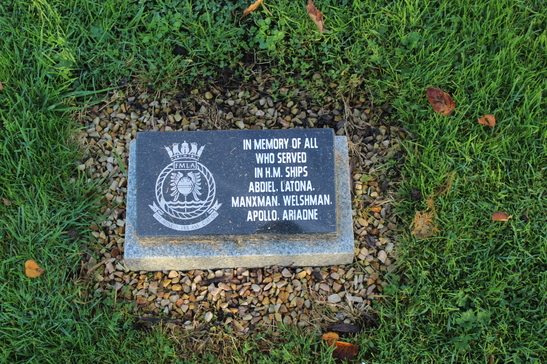 FMLA
IN MEMORY OF ALL
WHO SERVED
IN H.M. SHIPS
ABDIEL. LATONA.
MANXMAN. WELSHMAN.
APOLLO. ARIADNE